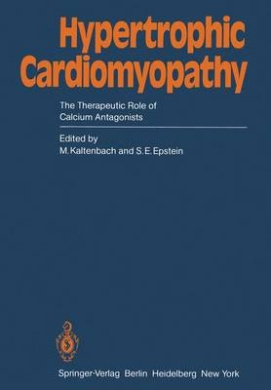 Hypertrophic
Cardiomyopathy
The Therapeutic Role of
Calcium Antagonists
Edited by
M. Kaltenbach and S. E. Epstein
Springer-Verlag Berlin Heidelberg New York